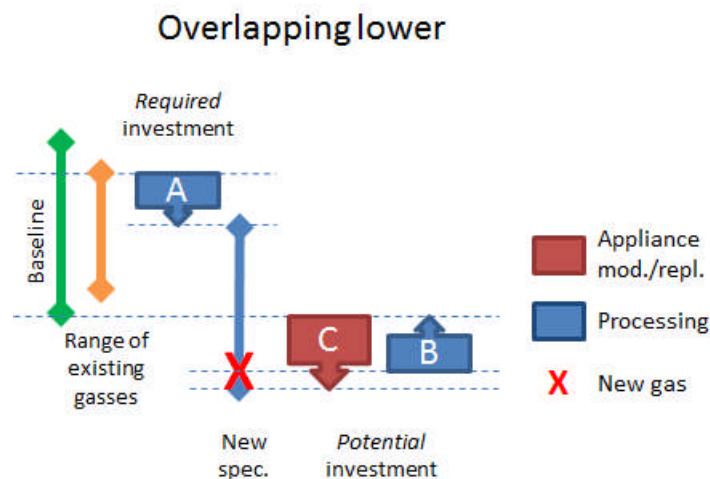 Overlapping lower
Required
investment
A
Baseline
Range of
existing
gasses
C
B
X
New
spec.
Potential
investment
Appliance
mod./repl.
Processing
X
New gas